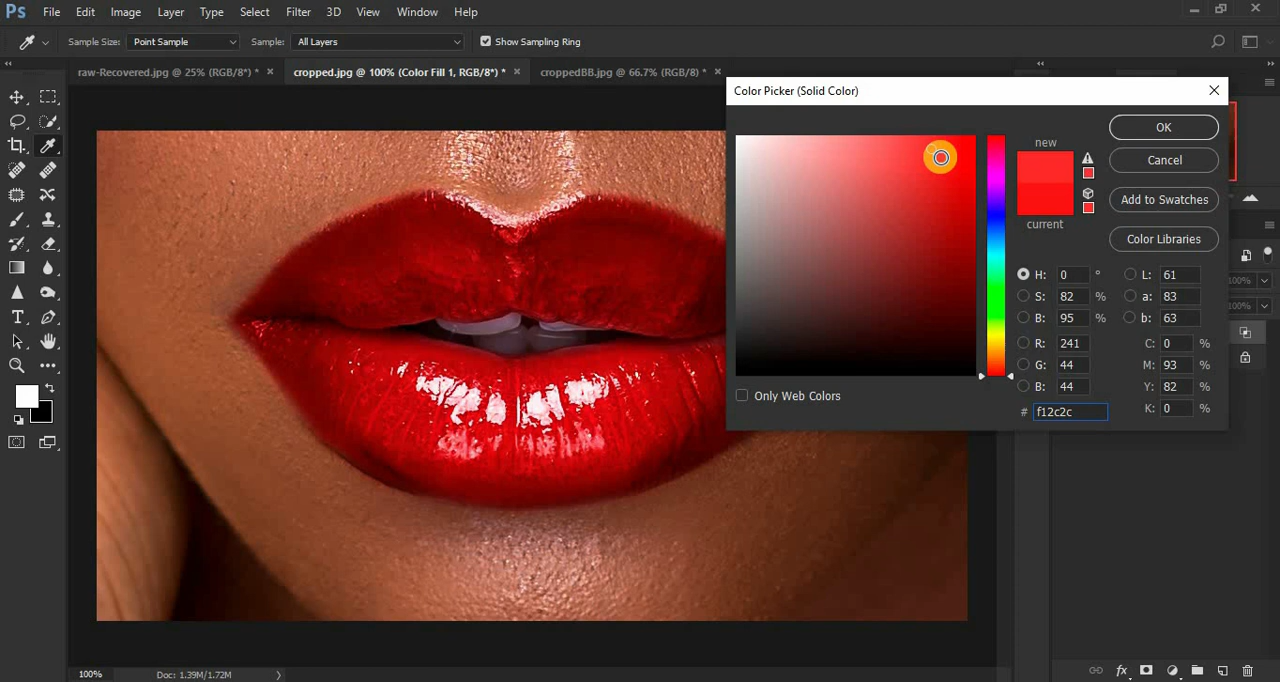 Ps File Edit Image Layer Type Select Filter 3D View Window Help
Sample Size: Point Sample Sample: All Layers Show Sampling Ring
raw-Recovered.jpg @ 25% (RGB/8*) * × cropped.jpg @ 100% (Color Fill 1, RGB/8*) * × croppedBB.jpg @ 66.7% (RGB/8) * ×
Color Picker (Solid Color)
new
current
OK
Cancel
Add to Swatches
Color Libraries
H: 0 ° L: 61
S: 82 % a: 83
B: 95 % b: 63
R: 241 C: 0 %
G: 44 M: 93 %
B: 44 Y: 82 %
# f12c2c K: 0 %
Only Web Colors
T
100% Doc: 1.39M/1.72M
fx